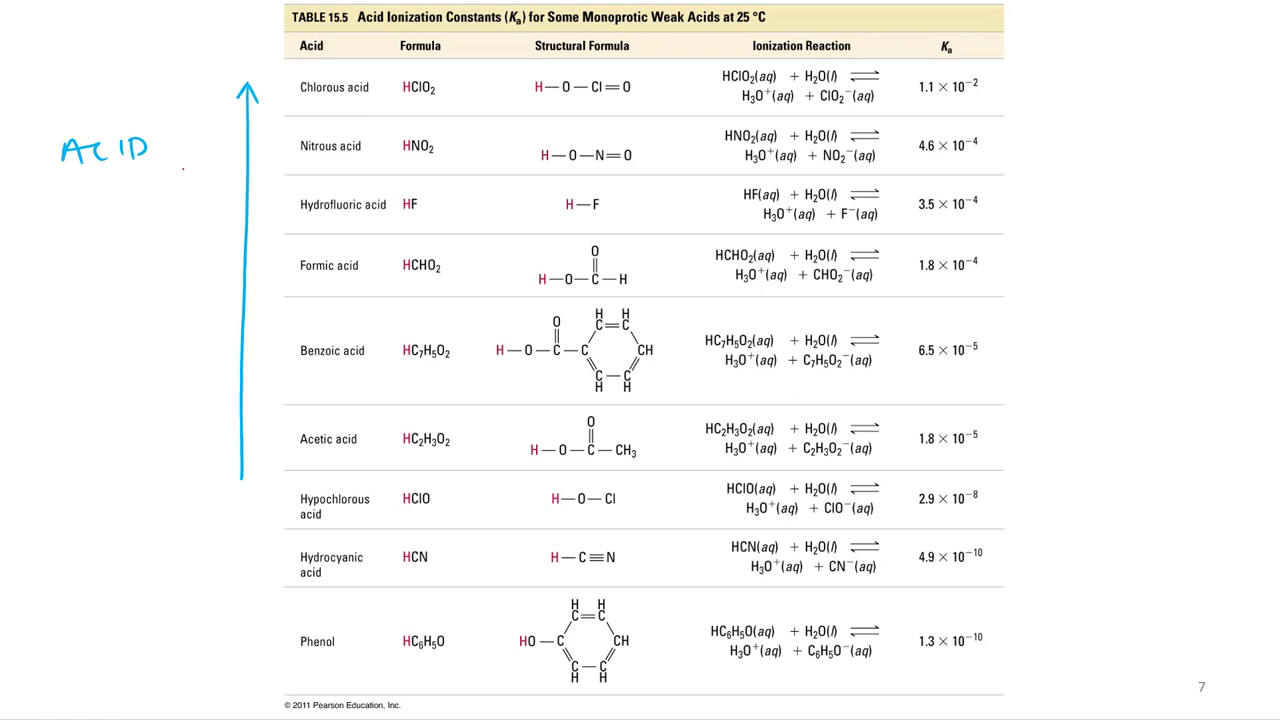 TABLE 15.5 Acid Ionization Constants (Kₐ) for Some Monoprotic Weak Acids at 25 °C
Acid Formula Structural Formula Ionization Reaction Kₐ
ACID
Chlorous acid HClO₂ H—O—Cl=O HClO₂(aq) + H₂O(l) ⇌ H₃O⁺(aq) + ClO₂⁻(aq) 1.1 × 10⁻²
Nitrous acid HNO₂ H—O—N=O HNO₂(aq) + H₂O(l) ⇌ H₃O⁺(aq) + NO₂⁻(aq) 4.6 × 10⁻⁴
Hydrofluoric acid HF H—F HF(aq) + H₂O(l) ⇌ H₃O⁺(aq) + F⁻(aq) 3.5 × 10⁻⁴
O
Formic acid HCHO₂ H—O—C—H HCHO₂(aq) + H₂O(l) ⇌ H₃O⁺(aq) + CHO₂⁻(aq) 1.8 × 10⁻⁴
H H
O C=C
Benzoic acid HC₇H₅O₂ H—O—C—C CH HC₇H₅O₂(aq) + H₂O(l) ⇌ H₃O⁺(aq) + C₇H₅O₂⁻(aq) 6.5 × 10⁻⁵
C—C
H H
O
Acetic acid HC₂H₃O₂ H—O—C—CH₃ HC₂H₃O₂(aq) + H₂O(l) ⇌ H₃O⁺(aq) + C₂H₃O₂⁻(aq) 1.8 × 10⁻⁵
Hypochlorous acid HClO H—O—Cl HClO(aq) + H₂O(l) ⇌ H₃O⁺(aq) + ClO⁻(aq) 2.9 × 10⁻⁸
Hydrocyanic acid HCN H—C≡N HCN(aq) + H₂O(l) ⇌ H₃O⁺(aq) + CN⁻(aq) 4.9 × 10⁻¹⁰
H H
C=C
Phenol HC₆H₅O HO—C CH HC₆H₅O(aq) + H₂O(l) ⇌ H₃O⁺(aq) + C₆H₅O⁻(aq) 1.3 × 10⁻¹⁰
C—C
H H
© 2011 Pearson Education, Inc.
7